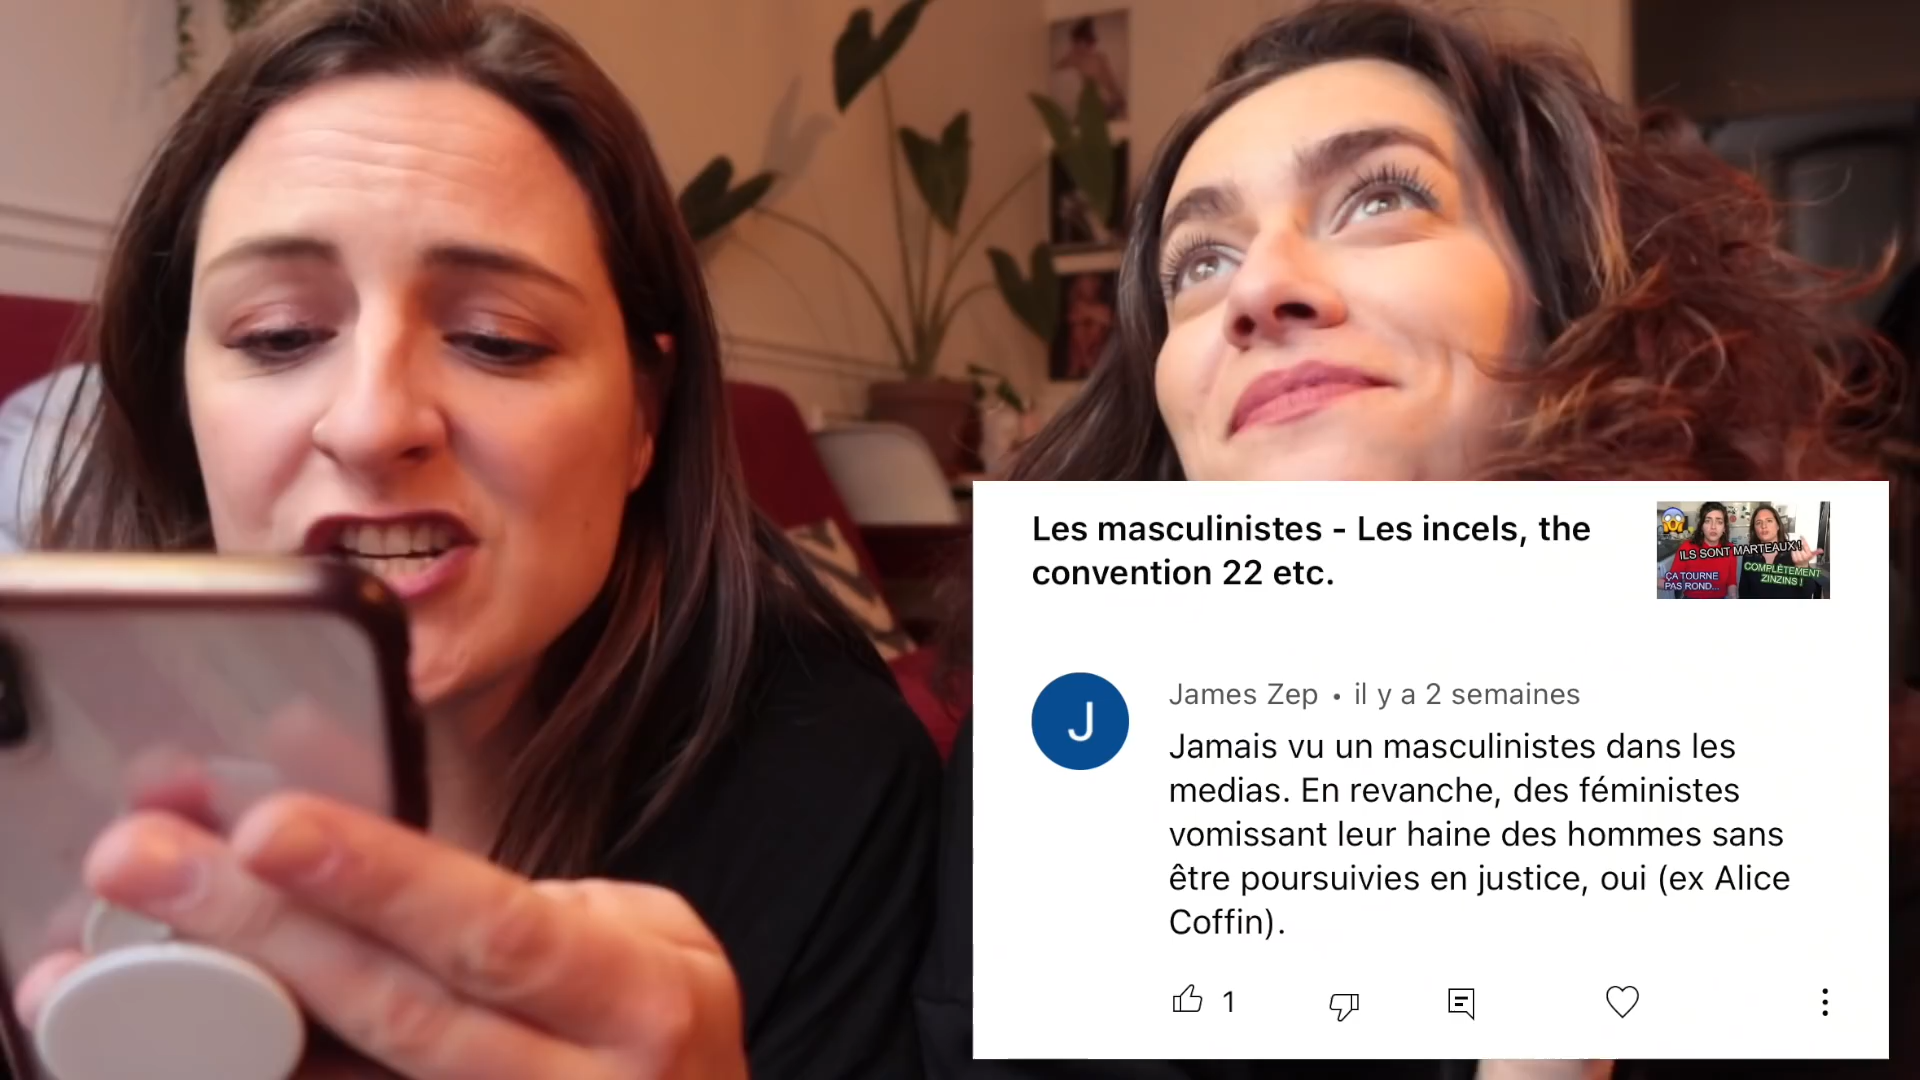 Les masculinistes - Les incels, the
convention 22 etc.
ILS SONT MARTEAUX !
ÇA TOURNE
PAS ROND...
COMPLÈTEMENT
ZINZINS !
J
James Zep • il y a 2 semaines
Jamais vu un masculinistes dans les
medias. En revanche, des féministes
vomissant leur haine des hommes sans
être poursuivies en justice, oui (ex Alice
Coffin).
1